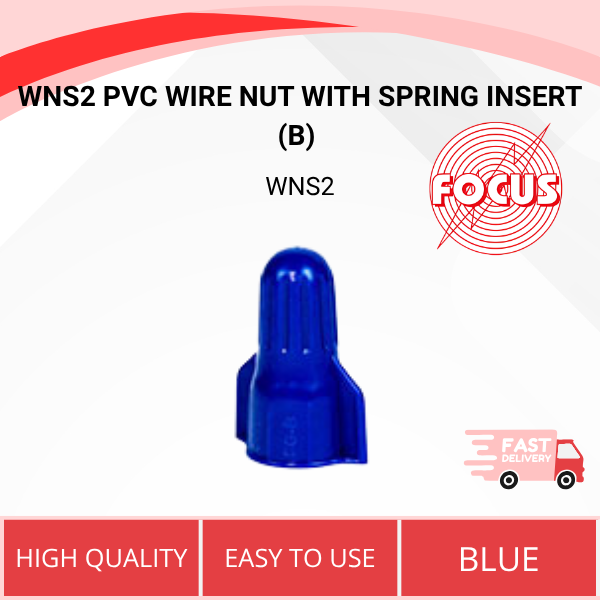 WNS2 PVC WIRE NUT WITH SPRING INSERT
(B)
WNS2
FOCUS
FAST
DELIVERY
HIGH QUALITY
EASY TO USE
BLUE